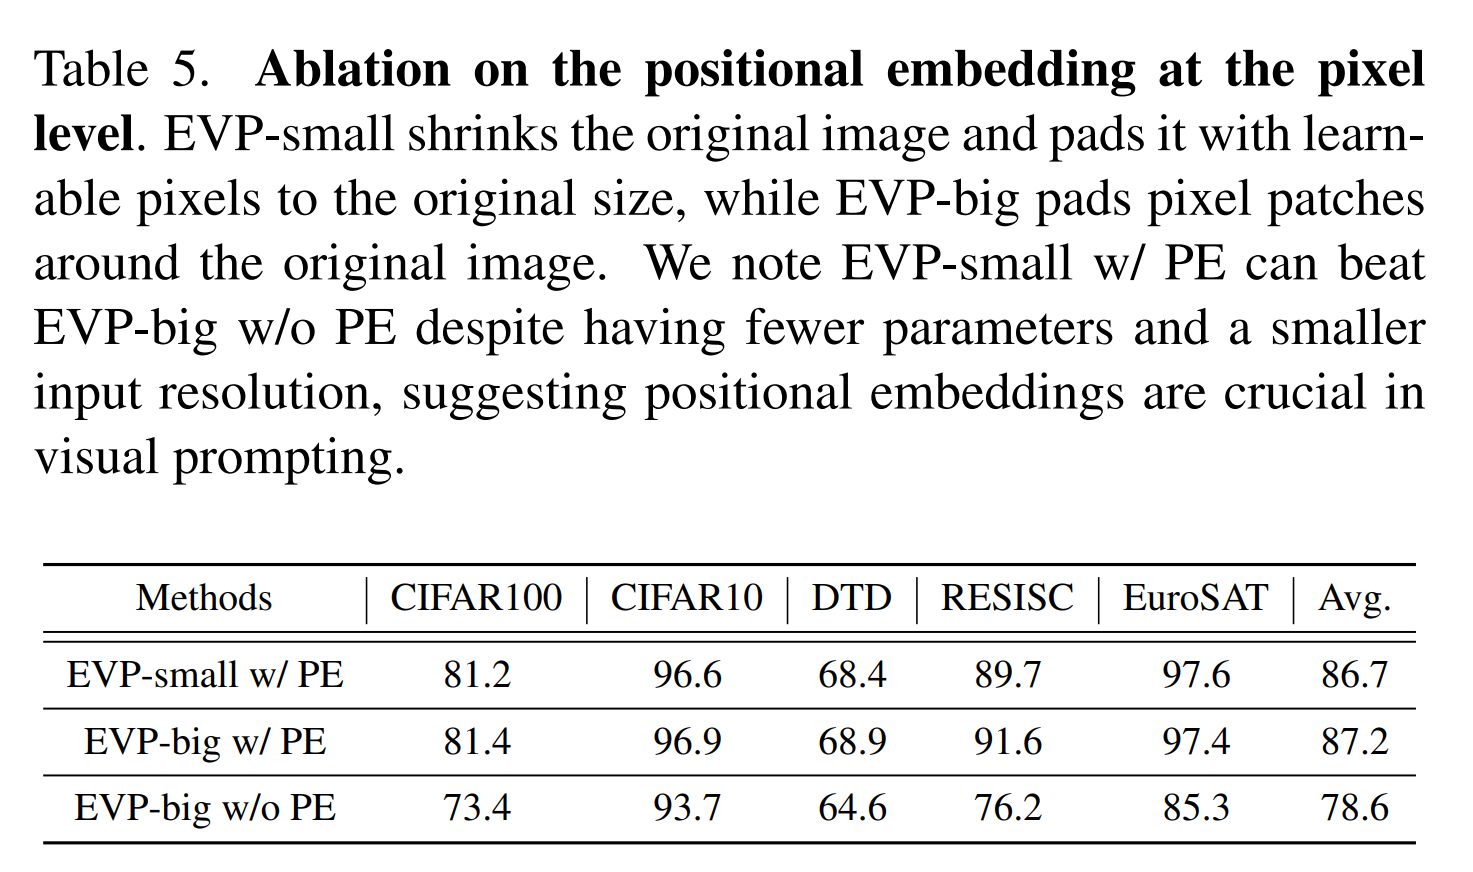 Table 5. Ablation on the positional embedding at the pixel
level. EVP-small shrinks the original image and pads it with learn-
able pixels to the original size, while EVP-big pads pixel patches
around the original image. We note EVP-small w/ PE can beat
EVP-big w/o PE despite having fewer parameters and a smaller
input resolution, suggesting positional embeddings are crucial in
visual prompting.
Methods CIFAR100 CIFAR10 DTD RESISC EuroSAT Avg.
EVP-small w/ PE 81.2 96.6 68.4 89.7 97.6 86.7
EVP-big w/ PE 81.4 96.9 68.9 91.6 97.4 87.2
EVP-big w/o PE 73.4 93.7 64.6 76.2 85.3 78.6